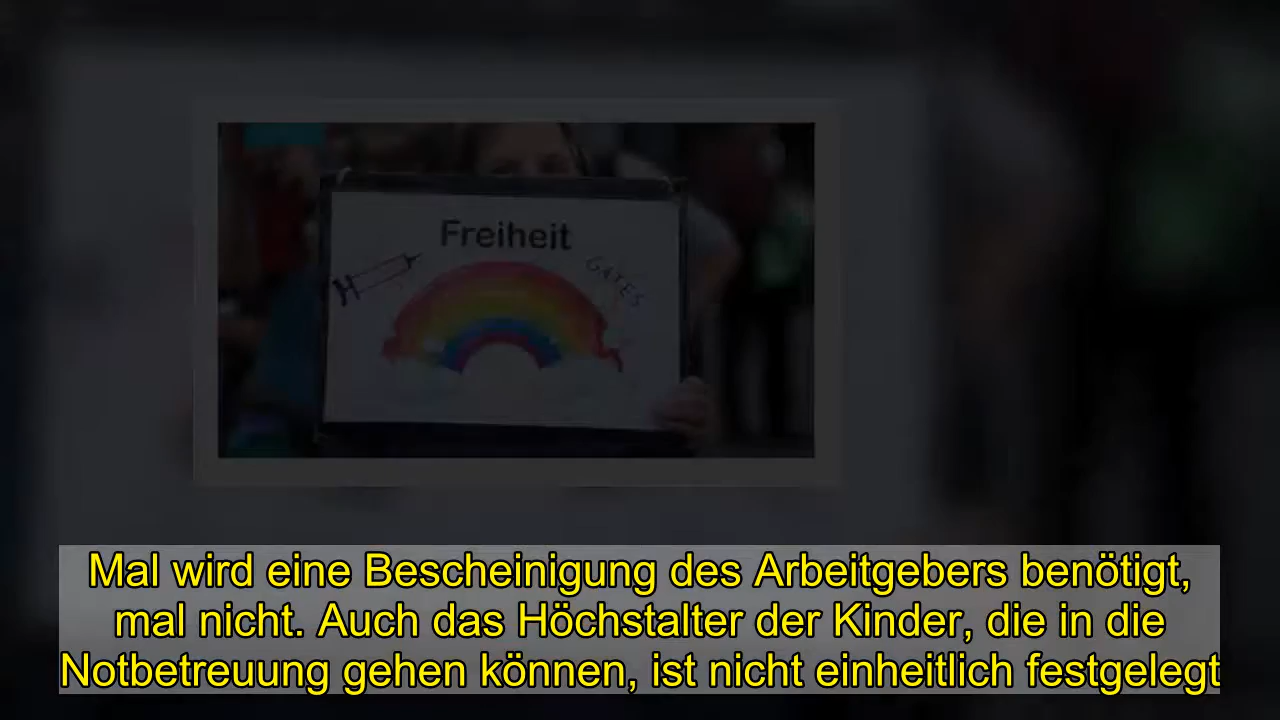 Freiheit
GATES
Mal wird eine Bescheinigung des Arbeitgebers benötigt,
mal nicht. Auch das Höchstalter der Kinder, die in die
Notbetreuung gehen können, ist nicht einheitlich festgelegt